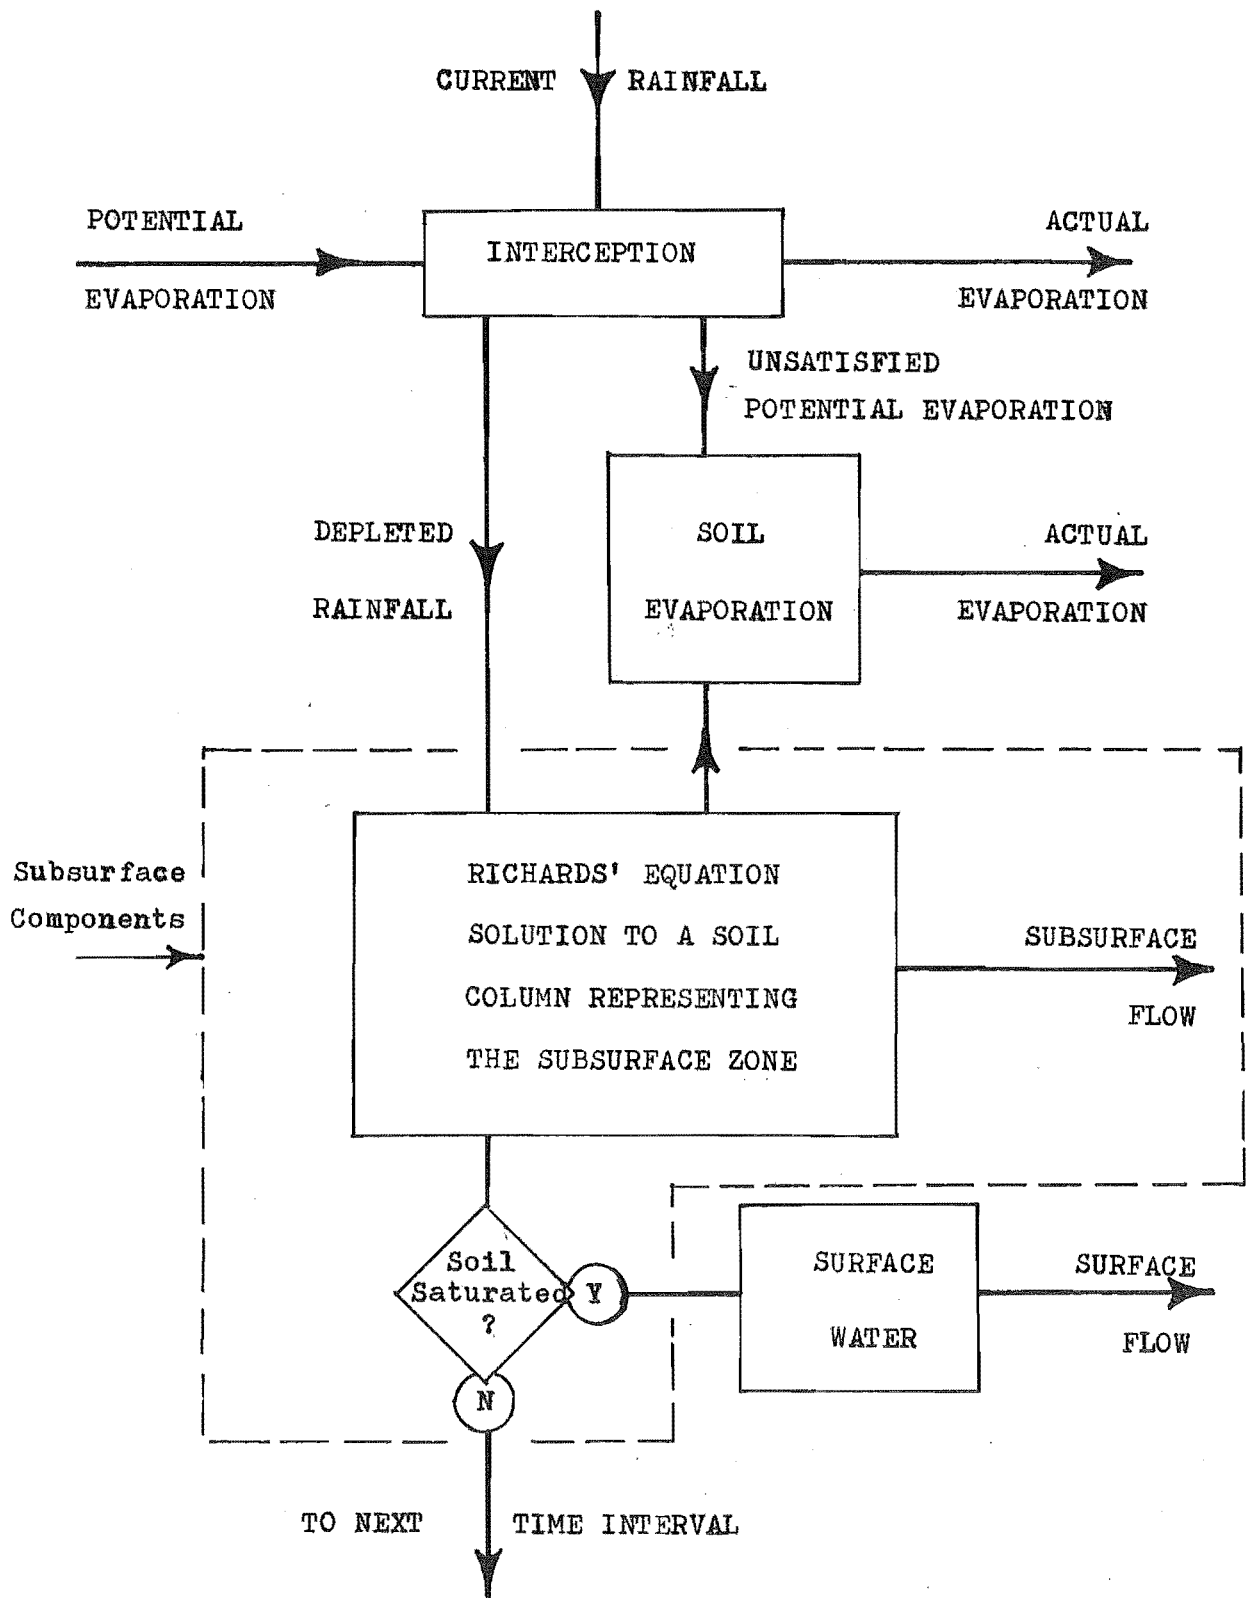 CURRENT RAINFALL
POTENTIAL
EVAPORATION
INTERCEPTION
ACTUAL
EVAPORATION
UNSATISFIED
POTENTIAL EVAPORATION
DEPLETED
RAINFALL
SOIL
EVAPORATION
ACTUAL
EVAPORATION
Subsurface
Components
RICHARDS' EQUATION
SOLUTION TO A SOIL
COLUMN REPRESENTING
THE SUBSURFACE ZONE
SUBSURFACE
FLOW
Soil
Saturated
?
Y
N
SURFACE
WATER
SURFACE
FLOW
TO NEXT TIME INTERVAL